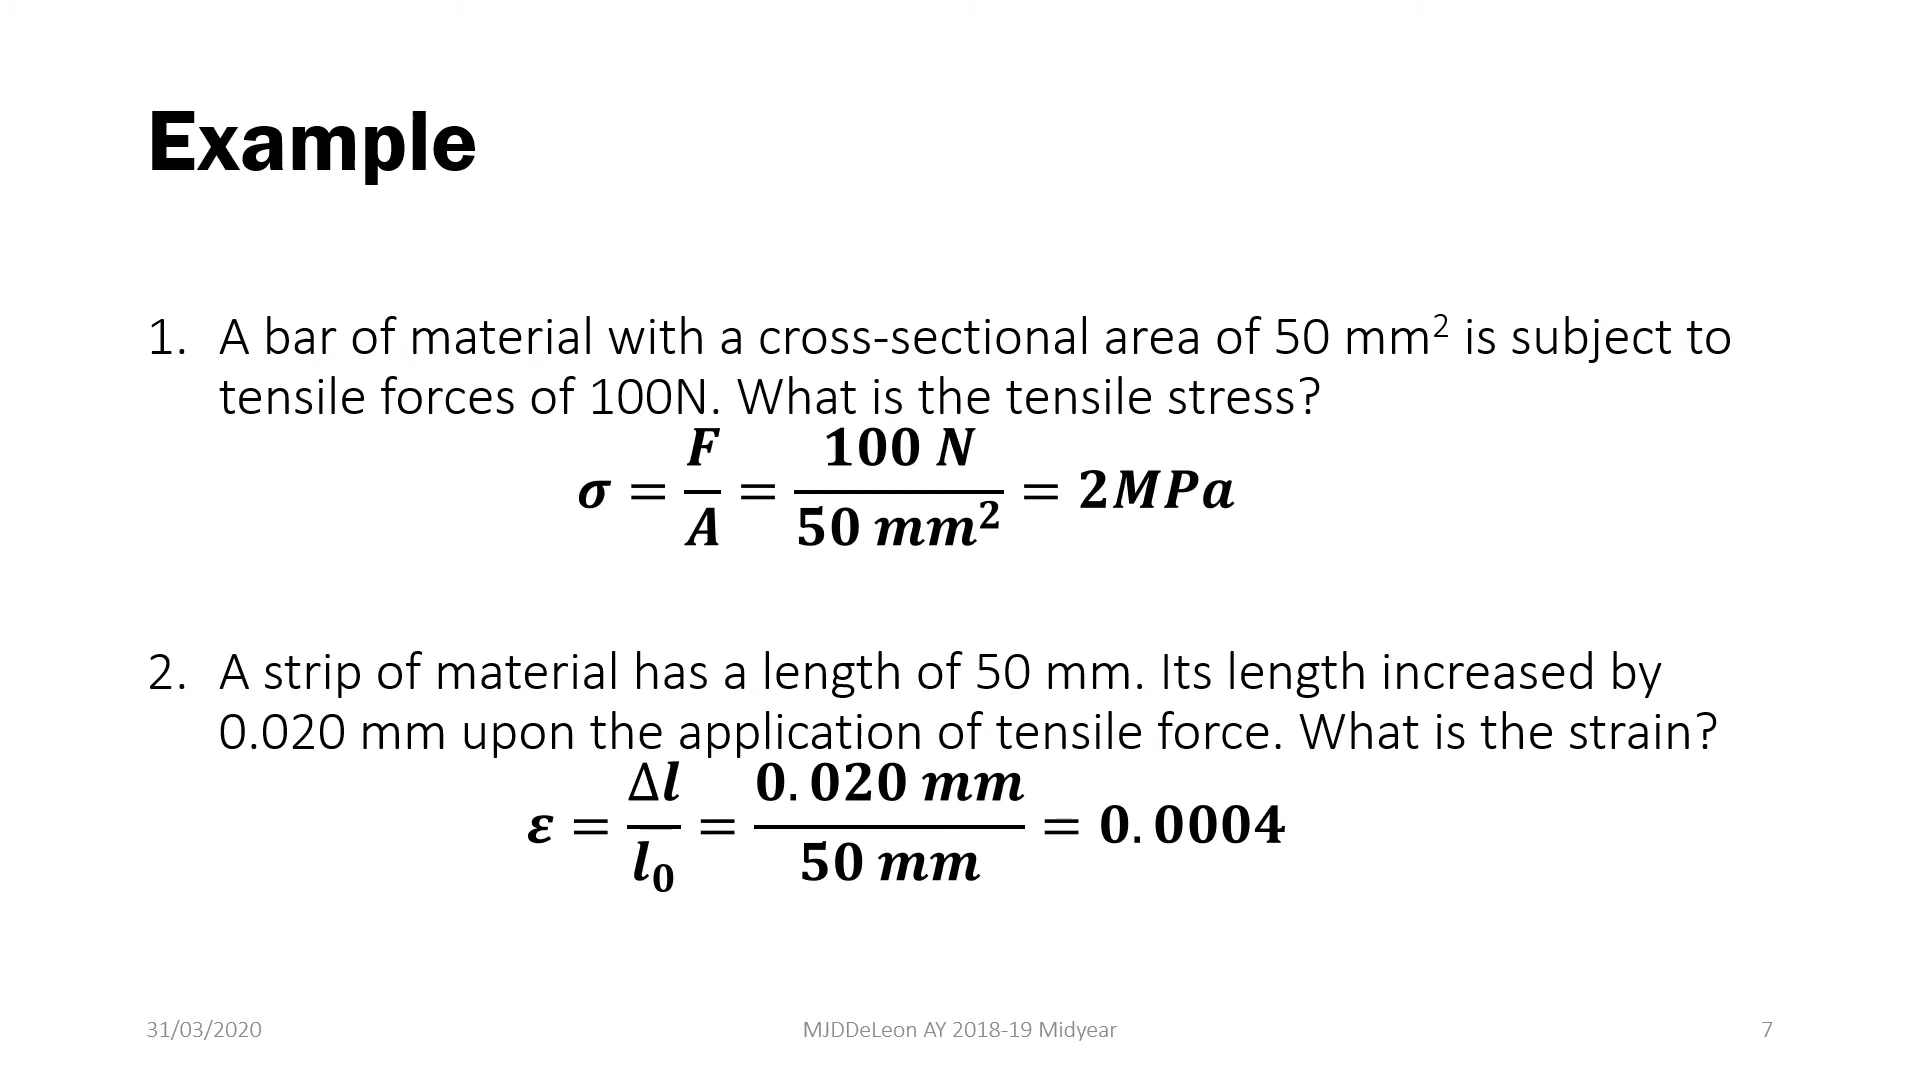 Example
1. A bar of material with a cross-sectional area of 50 mm² is subject to
tensile forces of 100N. What is the tensile stress?
σ = F/A = 100 N/50 mm² = 2MPa
2. A strip of material has a length of 50 mm. Its length increased by
0.020 mm upon the application of tensile force. What is the strain?
ε = Δl/l₀ = 0.020 mm/50 mm = 0.0004
31/03/2020 MJDDeLeon AY 2018-19 Midyear 7